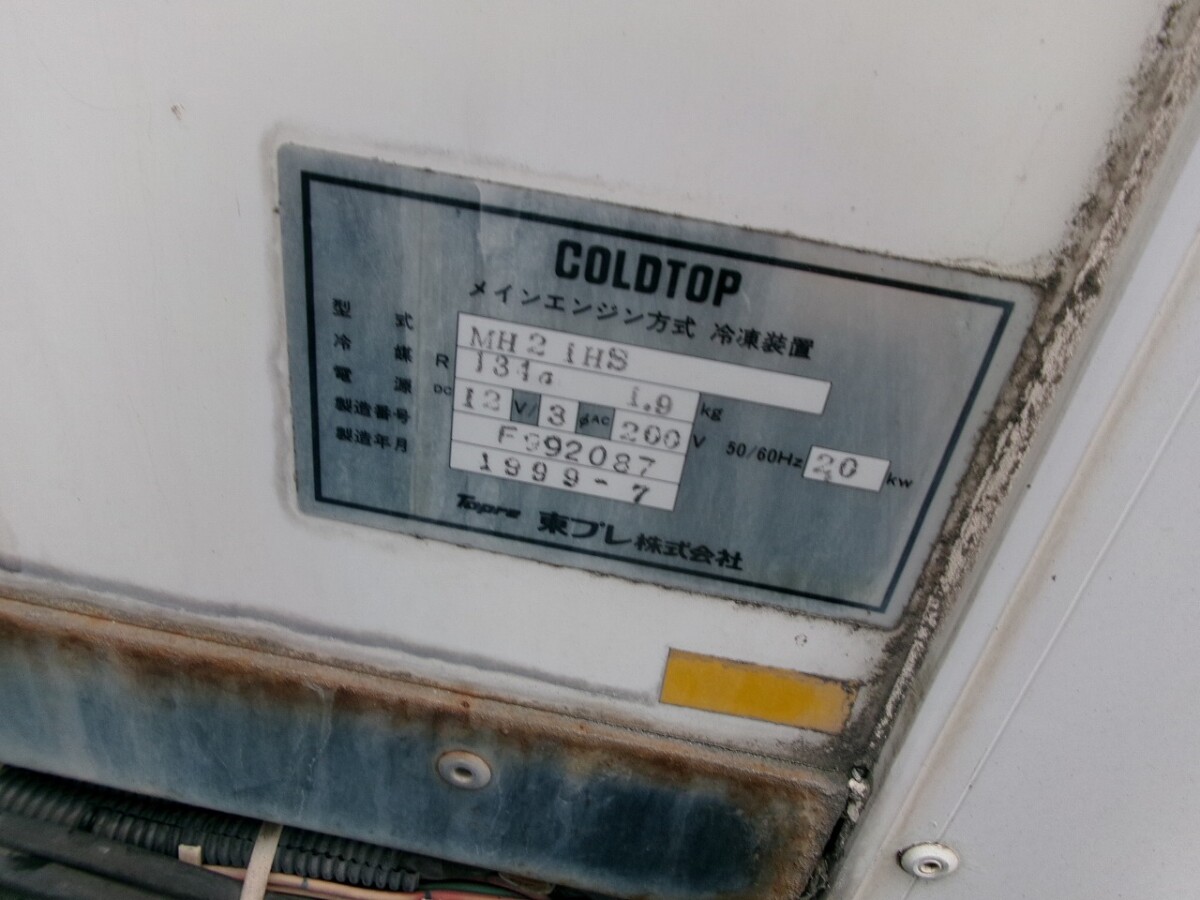 COLDTOP
メインエンジン方式 冷凍装置
型式 MH21HS
冷媒 R 134a 1.9 kg
電源 DC 12 V/ 3 φAC 200 V 50/60Hz 2.0 kw
製造番号 F992087
製造年月 1999-7
Topre 東プレ株式会社